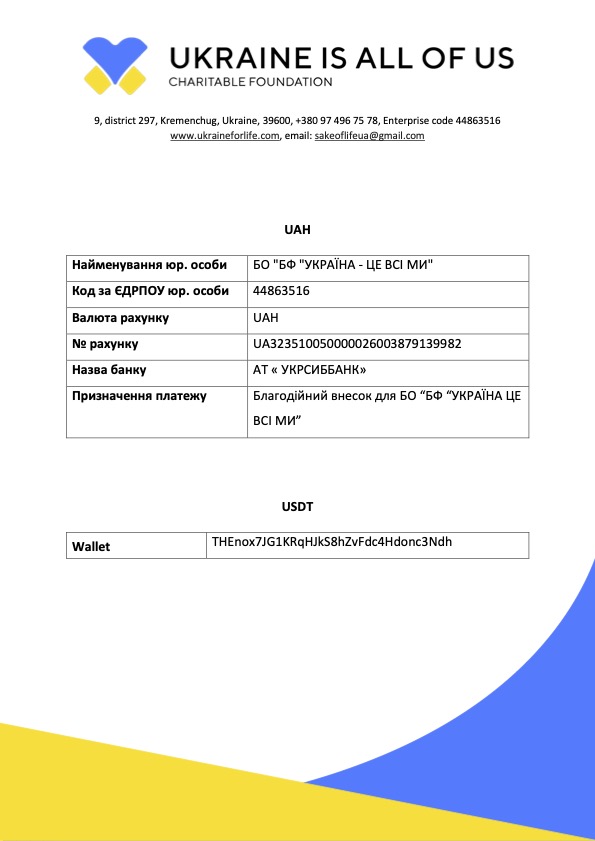 UKRAINE IS ALL OF US
CHARITABLE FOUNDATION
9, district 297, Kremenchug, Ukraine, 39600, +380 97 496 75 78, Enterprise code 44863516
www.ukraineforlife.com, email: sakeoflifeua@gmail.com
UAH
Найменування юр. особи БО "БФ "УКРАЇНА - ЦЕ ВСІ МИ"
Код за ЄДРПОУ юр. особи 44863516
Валюта рахунку UAH
№ рахунку UA323510050000026003879139982
Назва банку АТ « УКРСИББАНК»
Призначення платежу Благодійний внесок для БО “БФ “УКРАЇНА ЦЕ
ВСІ МИ”
USDT
Wallet THEnox7JG1KRqHJkS8hZvFdc4Hdonc3Ndh